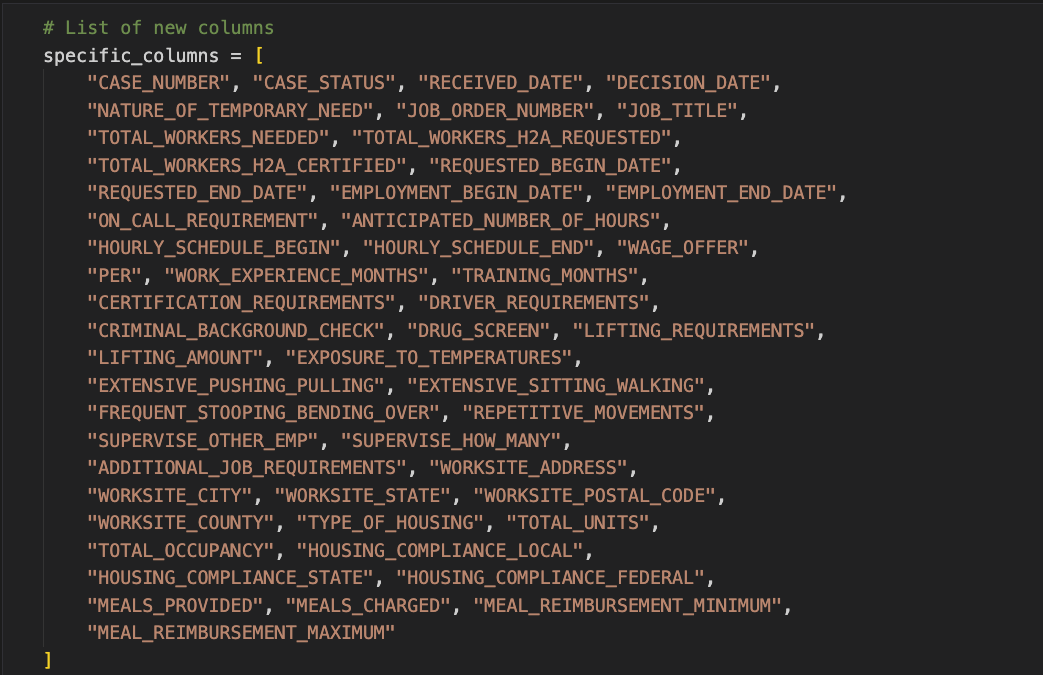 # List of new columns
specific_columns = [
"CASE_NUMBER", "CASE_STATUS", "RECEIVED_DATE", "DECISION_DATE",
"NATURE_OF_TEMPORARY_NEED", "JOB_ORDER_NUMBER", "JOB_TITLE",
"TOTAL_WORKERS_NEEDED", "TOTAL_WORKERS_H2A_REQUESTED",
"TOTAL_WORKERS_H2A_CERTIFIED", "REQUESTED_BEGIN_DATE",
"REQUESTED_END_DATE", "EMPLOYMENT_BEGIN_DATE", "EMPLOYMENT_END_DATE",
"ON_CALL_REQUIREMENT", "ANTICIPATED_NUMBER_OF_HOURS",
"HOURLY_SCHEDULE_BEGIN", "HOURLY_SCHEDULE_END", "WAGE_OFFER",
"PER", "WORK_EXPERIENCE_MONTHS", "TRAINING_MONTHS",
"CERTIFICATION_REQUIREMENTS", "DRIVER_REQUIREMENTS",
"CRIMINAL_BACKGROUND_CHECK", "DRUG_SCREEN", "LIFTING_REQUIREMENTS",
"LIFTING_AMOUNT", "EXPOSURE_TO_TEMPERATURES",
"EXTENSIVE_PUSHING_PULLING", "EXTENSIVE_SITTING_WALKING",
"FREQUENT_STOOPING_BENDING_OVER", "REPETITIVE_MOVEMENTS",
"SUPERVISE_OTHER_EMP", "SUPERVISE_HOW_MANY",
"ADDITIONAL_JOB_REQUIREMENTS", "WORKSITE_ADDRESS",
"WORKSITE_CITY", "WORKSITE_STATE", "WORKSITE_POSTAL_CODE",
"WORKSITE_COUNTY", "TYPE_OF_HOUSING", "TOTAL_UNITS",
"TOTAL_OCCUPANCY", "HOUSING_COMPLIANCE_LOCAL",
"HOUSING_COMPLIANCE_STATE", "HOUSING_COMPLIANCE_FEDERAL",
"MEALS_PROVIDED", "MEALS_CHARGED", "MEAL_REIMBURSEMENT_MINIMUM",
"MEAL_REIMBURSEMENT_MAXIMUM"
]